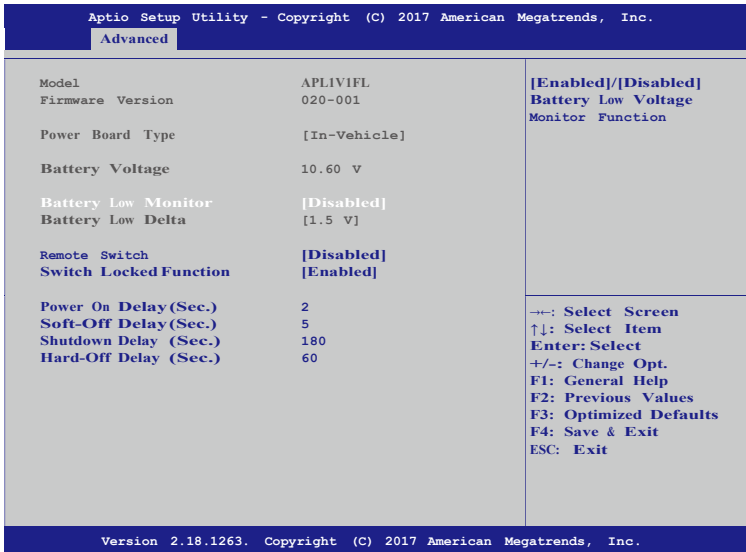 Aptio Setup Utility - Copyright (C) 2017 American Megatrends, Inc.
Advanced
Model APL1V1FL
Firmware Version 020-001
Power Board Type [In-Vehicle]
Battery Voltage 10.60 V
Battery Low Monitor [Disabled]
Battery Low Delta [1.5 V]
Remote Switch [Disabled]
Switch Locked Function [Enabled]
Power On Delay (Sec.) 2
Soft-Off Delay (Sec.) 5
Shutdown Delay (Sec.) 180
Hard-Off Delay (Sec.) 60
[Enabled]/[Disabled]
Battery Low Voltage
Monitor Function
→←: Select Screen
↑↓: Select Item
Enter: Select
+/-: Change Opt.
F1: General Help
F2: Previous Values
F3: Optimized Defaults
F4: Save & Exit
ESC: Exit
Version 2.18.1263. Copyright (C) 2017 American Megatrends, Inc.